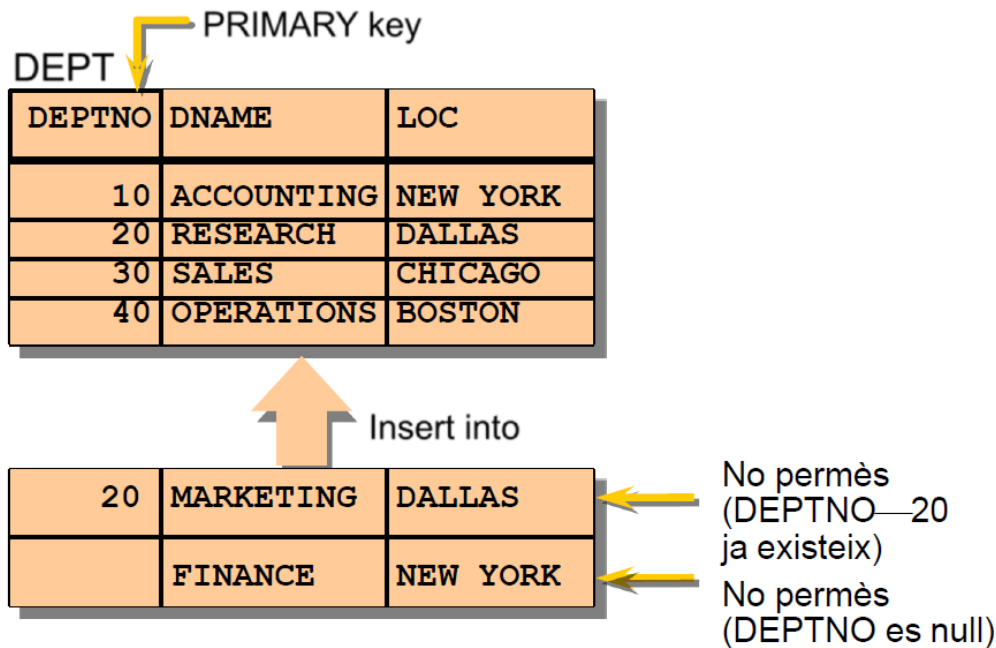 PRIMARY key
DEPT
DEPTNO DNAME LOC
10 ACCOUNTING NEW YORK
20 RESEARCH DALLAS
30 SALES CHICAGO
40 OPERATIONS BOSTON
Insert into
20 MARKETING DALLAS
No permès
(DEPTNO—20
ja existeix)
FINANCE NEW YORK
No permès
(DEPTNO es null)